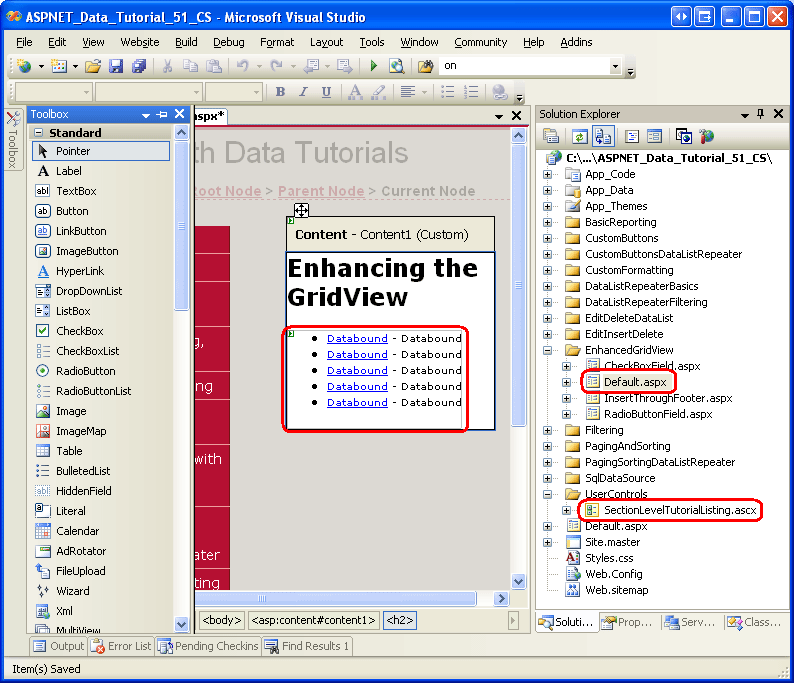 ASPNET_Data_Tutorial_51_CS - Microsoft Visual Studio
File Edit View Website Build Debug Format Layout Tools Window Community Help Addins
on
B I U A
Toolbox
Toolbox
Standard
Pointer
Label
TextBox
Button
LinkButton
ImageButton
HyperLink
DropDownList
ListBox
CheckBox
CheckBoxList
RadioButton
RadioButtonList
Image
ImageMap
Table
BulletedList
HiddenField
Literal
Calendar
AdRotator
FileUpload
Wizard
Xml
MultiView
aspx*
th Data Tutorials
Root Node > Parent Node > Current Node
Content - Content1 (Custom)
Enhancing the
GridView
Databound - Databound
Databound - Databound
Databound - Databound
Databound - Databound
Databound - Databound
ng,
ing
with
ater
ting
<body> <asp:content#content1> <h2>
Solution Explorer
C:\...\ASPNET_Data_Tutorial_51_CS\
App_Code
App_Data
App_Themes
BasicReporting
CustomButtons
CustomButtonsDataListRepeater
CustomFormatting
DataListRepeaterBasics
DataListRepeaterFiltering
EditDeleteDataList
EditInsertDelete
EnhancedGridView
CheckBoxField.aspx
Default.aspx
InsertThroughFooter.aspx
RadioButtonField.aspx
Filtering
PagingAndSorting
PagingSortingDataListRepeater
SqlDataSource
UserControls
SectionLevelTutorialListing.ascx
Default.aspx
Site.master
Styles.css
Web.Config
Web.sitemap
Soluti... Prop... Serv... Class...
Output Error List Pending Checkins Find Results 1
Item(s) Saved